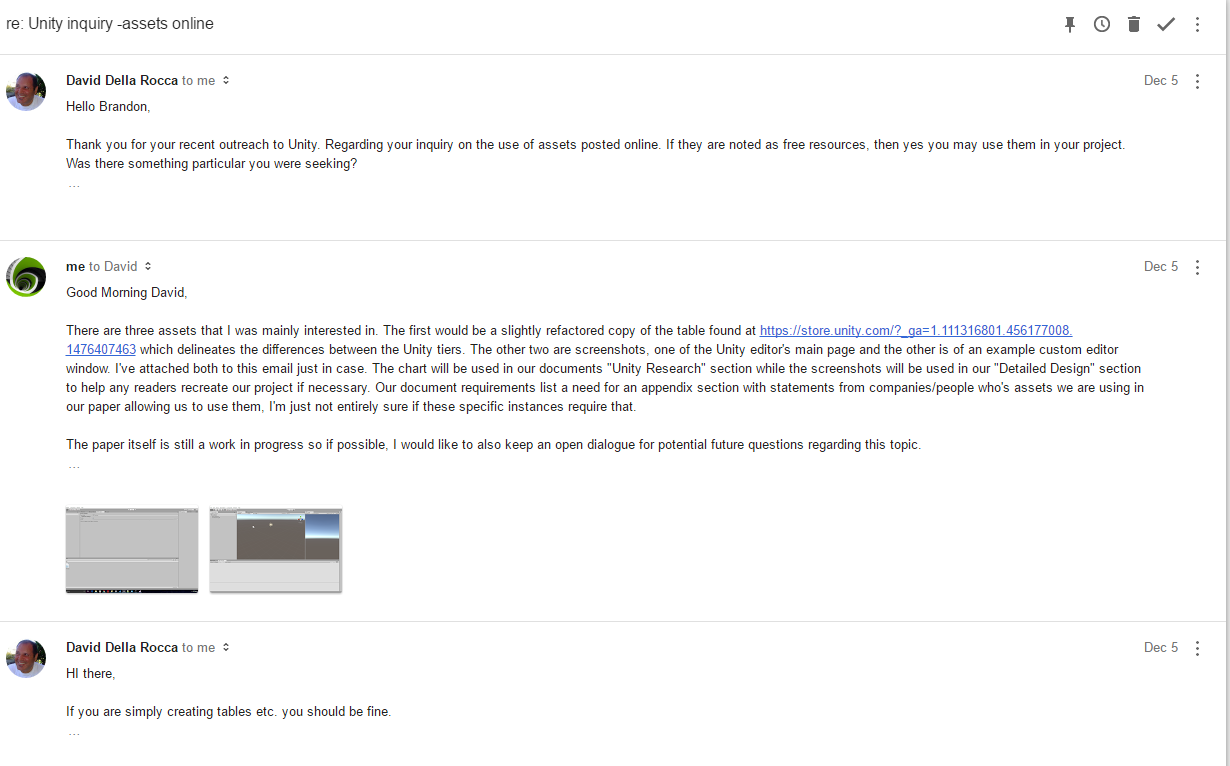 re: Unity inquiry -assets online
David Della Rocca to me
Dec 5
Hello Brandon,
Thank you for your recent outreach to Unity. Regarding your inquiry on the use of assets posted online. If they are noted as free resources, then yes you may use them in your project.
Was there something particular you were seeking?
...
me to David
Dec 5
Good Morning David,
There are three assets that I was mainly interested in. The first would be a slightly refactored copy of the table found at https://store.unity.com/?_ga=1.111316801.456177008.
1476407463 which delineates the differences between the Unity tiers. The other two are screenshots, one of the Unity editor's main page and the other is of an example custom editor
window. I've attached both to this email just in case. The chart will be used in our documents "Unity Research" section while the screenshots will be used in our "Detailed Design" section
to help any readers recreate our project if necessary. Our document requirements list a need for an appendix section with statements from companies/people who's assets we are using in
our paper allowing us to use them, I'm just not entirely sure if these specific instances require that.
The paper itself is still a work in progress so if possible, I would like to also keep an open dialogue for potential future questions regarding this topic.
...
David Della Rocca to me
Dec 5
HI there,
If you are simply creating tables etc. you should be fine.
...